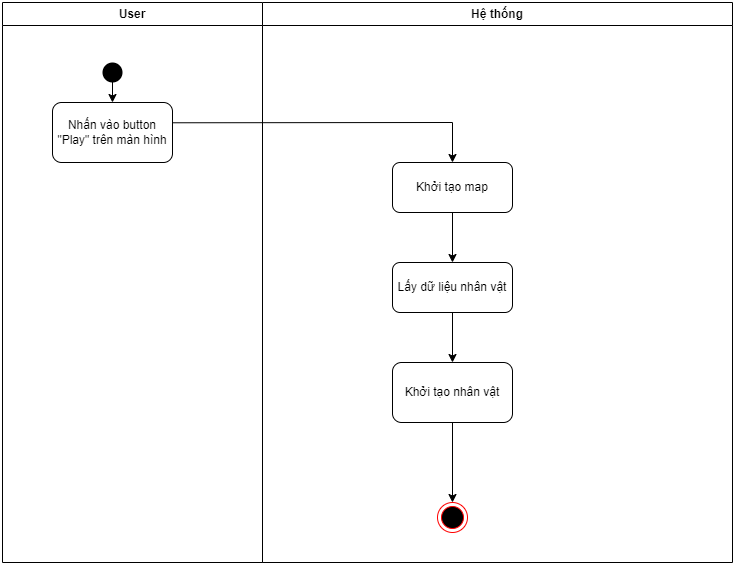 User
Hệ thống
Nhấn vào button
"Play" trên màn hình
Khởi tạo map
Lấy dữ liệu nhân vật
Khởi tạo nhân vật